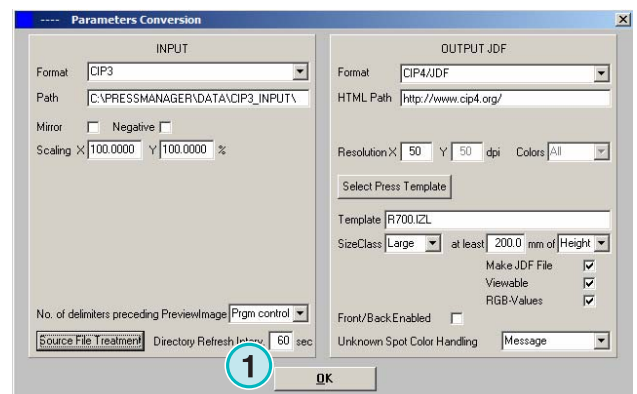 ---- Parameters Conversion
INPUT
Format CIP3
Path C:\PRESSMANAGER\DATA\CIP3_INPUT\
Mirror Negative
Scaling X 100.0000 Y 100.0000 %
No. of delimiters preceding PreviewImage Prgm control
Source File Treatment Directory Refresh Interv. 60 sec
OUTPUT JDF
Format CIP4/JDF
HTML Path http://www.cip4.org/
Resolution X 50 Y 50 dpi Colors All
Select Press Template
Template R700.IZL
SizeClass Large at least 200.0 mm of Height
Make JDF File
Viewable
RGB-Values
Front/Back Enabled
Unknown Spot Color Handling Message
1
OK